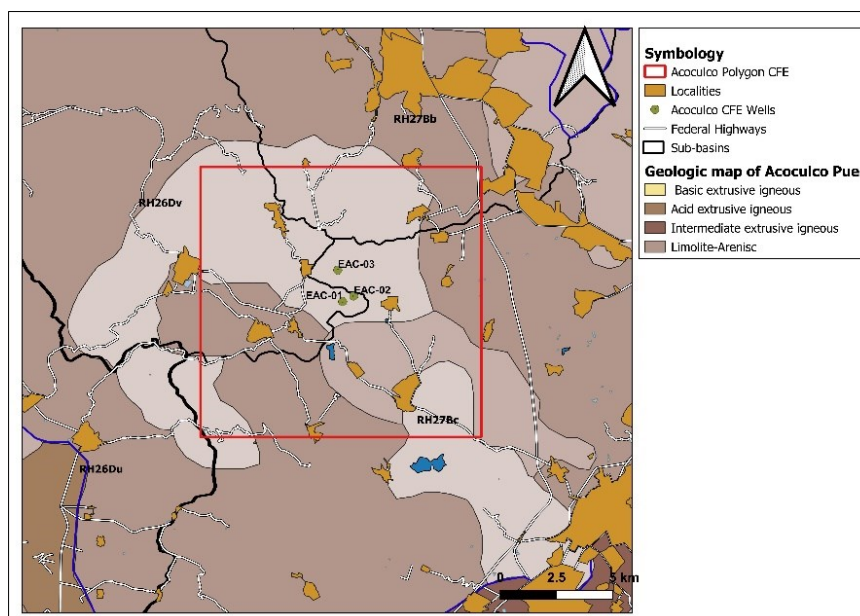 RH27Bb
RH26Dv
EAC-03
EAC-01
EAC-02
RH27Bc
RH26Du
0 2.5 5 km
Symbology
Acoculco Polygon CFE
Localities
Acoculco CFE Wells
Federal Highways
Sub-basins
Geologic map of Acoculco Pue
Basic extrusive igneous
Acid extrusive igneous
Intermediate extrusive igneous
Limolite-Arenisc